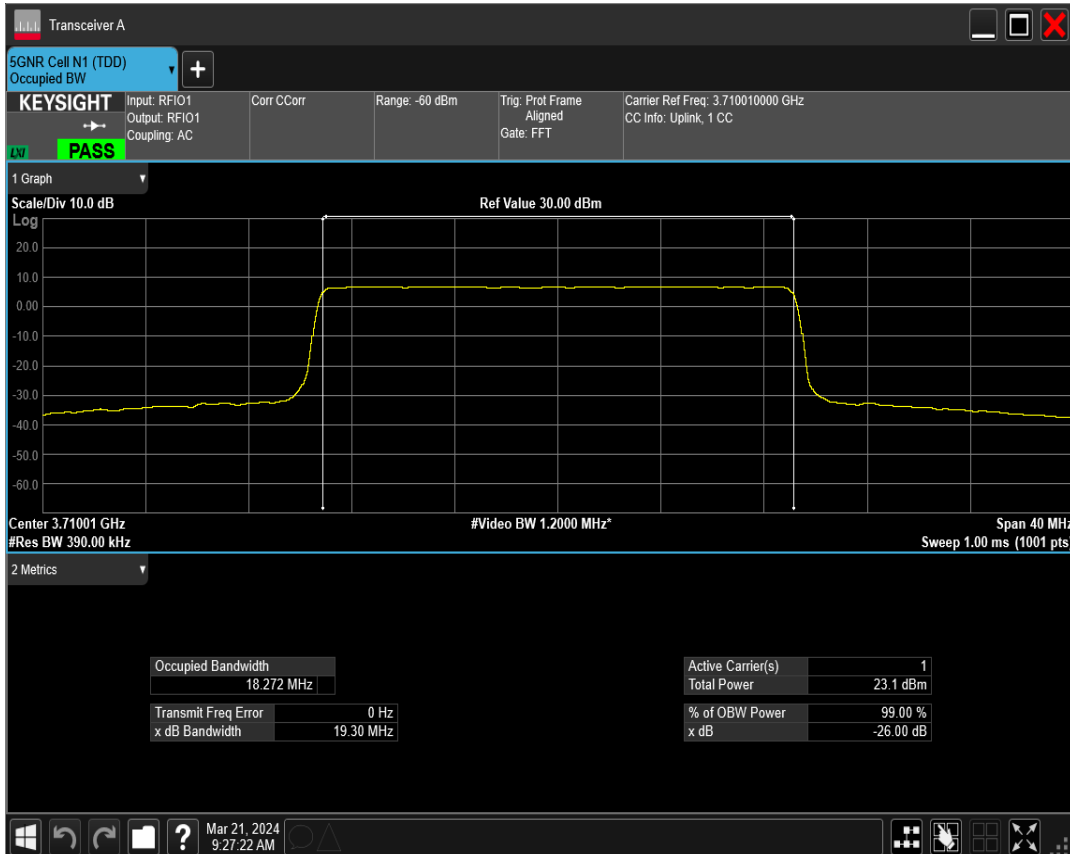 Transceiver A
5GNR Cell N1 (TDD)
Occupied BW
+
KEYSIGHT
LXI
PASS
Input: RFIO1
Output: RFIO1
Coupling: AC
Corr CCorr
Range: -60 dBm
Trig: Prot Frame
Aligned
Gate: FFT
Carrier Ref Freq: 3.710010000 GHz
CC Info: Uplink, 1 CC
1 Graph
Scale/Div 10.0 dB
Ref Value 30.00 dBm
Log
20.0
10.0
0.00
-10.0
-20.0
-30.0
-40.0
-50.0
-60.0
Center 3.71001 GHz
#Video BW 1.2000 MHz*
Span 40 MHz
#Res BW 390.00 kHz
Sweep 1.00 ms (1001 pts)
2 Metrics
Occupied Bandwidth
18.272 MHz
Transmit Freq Error 0 Hz
x dB Bandwidth 19.30 MHz
Active Carrier(s) 1
Total Power 23.1 dBm
% of OBW Power 99.00 %
x dB -26.00 dB
?
Mar 21, 2024
9:27:22 AM